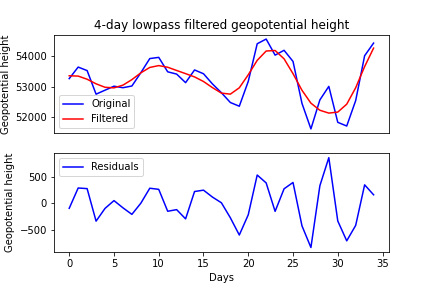 4-day lowpass filtered geopotential height
Geopotential height
54000
53000
52000
Original
Filtered
Geopotential height
500
0
−500
Residuals
0 5 10 15 20 25 30 35
Days